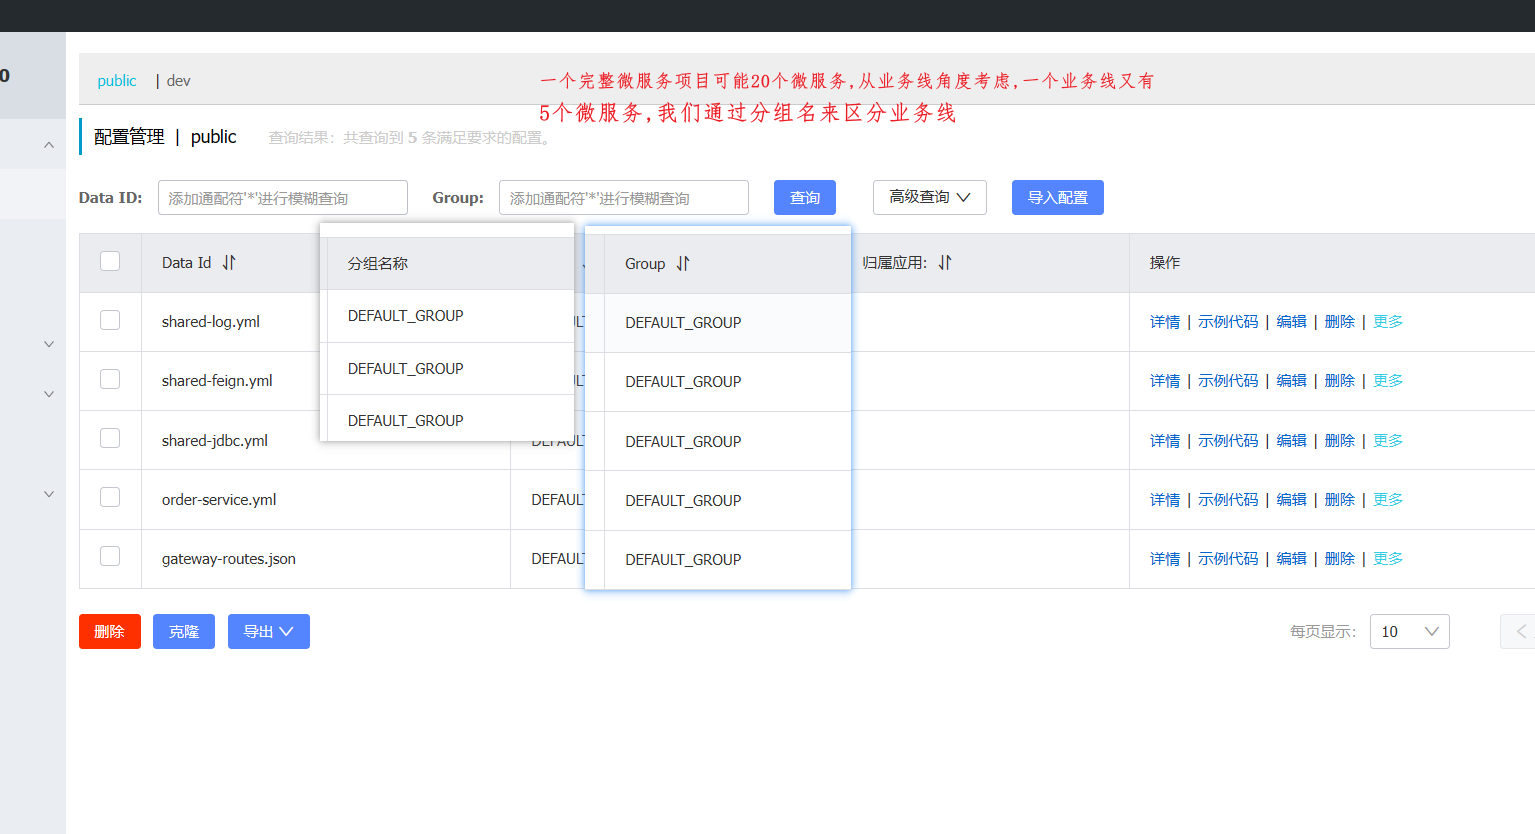 0
public | dev
一个完整微服务项目可能20个微服务,从业务线角度考虑,一个业务线又有
5个微服务,我们通过分组名来区分业务线
配置管理 | public 查询结果：共查询到 5 条满足要求的配置。
Data ID: 添加通配符'*'进行模糊查询 Group: 添加通配符'*'进行模糊查询 查询 高级查询 导入配置
Data Id 分组名称 Group 归属应用: 操作
shared-log.yml DEFAULT_GROUP DEFAULT_GROUP 详情 | 示例代码 | 编辑 | 删除 | 更多
shared-feign.yml DEFAULT_GROUP DEFAULT_GROUP 详情 | 示例代码 | 编辑 | 删除 | 更多
shared-jdbc.yml DEFAULT_GROUP DEFAULT_GROUP 详情 | 示例代码 | 编辑 | 删除 | 更多
order-service.yml DEFAULT DEFAULT_GROUP 详情 | 示例代码 | 编辑 | 删除 | 更多
gateway-routes.json DEFAULT DEFAULT_GROUP 详情 | 示例代码 | 编辑 | 删除 | 更多
删除 克隆 导出 每页显示: 10